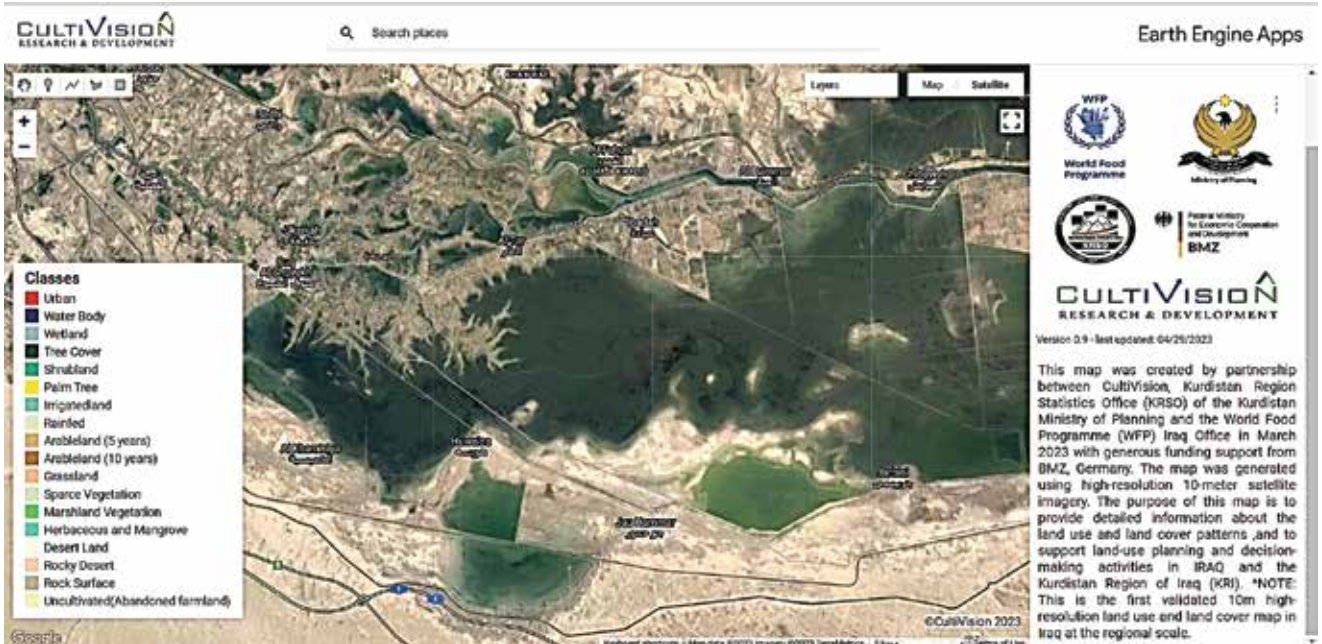 CULTIVISION
RESEARCH & DEVELOPMENT
Search places
Earth Engine Apps
Layers
Map
Satellite
+
−
Classes
Urban
Water Body
Wetland
Tree Cover
Shrubland
Palm Tree
Irrigatedland
Rainfed
Arableland (5 years)
Arableland (10 years)
Grassland
Sparce Vegetation
Marshland Vegetation
Herbaceous and Mangrove
Desert Land
Rocky Desert
Rock Surface
Uncultivated(Abandoned farmland)
Google
©CultiVision 2023
WFP
World Food
Programme
Ministry of Planning
KRSO
Federal Ministry
for Economic Cooperation
and Development
BMZ
CULTIVISION
RESEARCH & DEVELOPMENT
Version 0.9 - last updated: 04/29/2023
This map was created by partnership
between CultiVision, Kurdistan Region
Statistics Office (KRSO) of the Kurdistan
Ministry of Planning and the World Food
Programme (WFP) Iraq Office in March
2023 with generous funding support from
BMZ, Germany. The map was generated
using high-resolution 10-meter satellite
imagery. The purpose of this map is to
provide detailed information about the
land use and land cover patterns ,and to
support land-use planning and decision-
making activities in IRAQ and the
Kurdistan Region of Iraq (KRI). *NOTE:
This is the first validated 10m high-
resolution land use and land cover map in
Iraq at the regional scale.